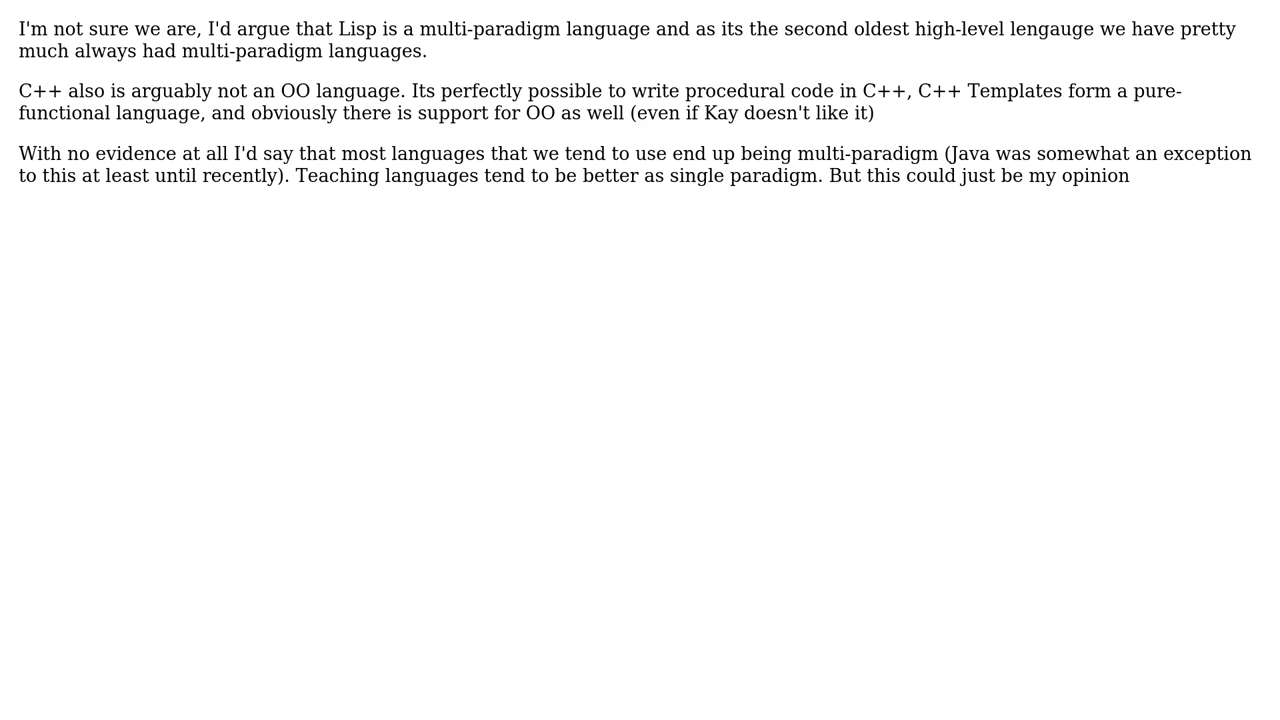 I'm not sure we are, I'd argue that Lisp is a multi-paradigm language and as its the second oldest high-level lengauge we have pretty
much always had multi-paradigm languages.
C++ also is arguably not an OO language. Its perfectly possible to write procedural code in C++, C++ Templates form a pure-
functional language, and obviously there is support for OO as well (even if Kay doesn't like it)
With no evidence at all I'd say that most languages that we tend to use end up being multi-paradigm (Java was somewhat an exception
to this at least until recently). Teaching languages tend to be better as single paradigm. But this could just be my opinion